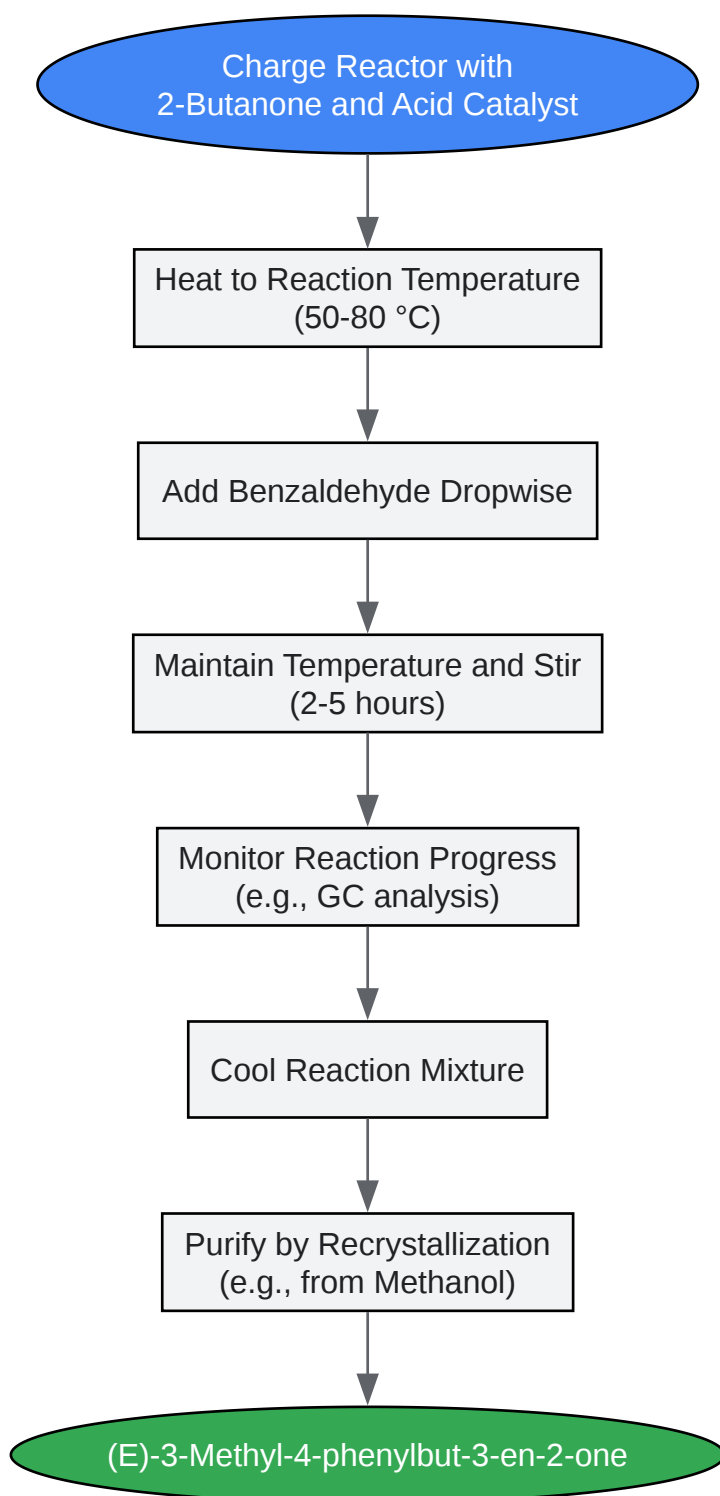 Charge Reactor with
2-Butanone and Acid Catalyst
Heat to Reaction Temperature
(50-80 °C)
Add Benzaldehyde Dropwise
Maintain Temperature and Stir
(2-5 hours)
Monitor Reaction Progress
(e.g., GC analysis)
Cool Reaction Mixture
Purify by Recrystallization
(e.g., from Methanol)
(E)-3-Methyl-4-phenylbut-3-en-2-one